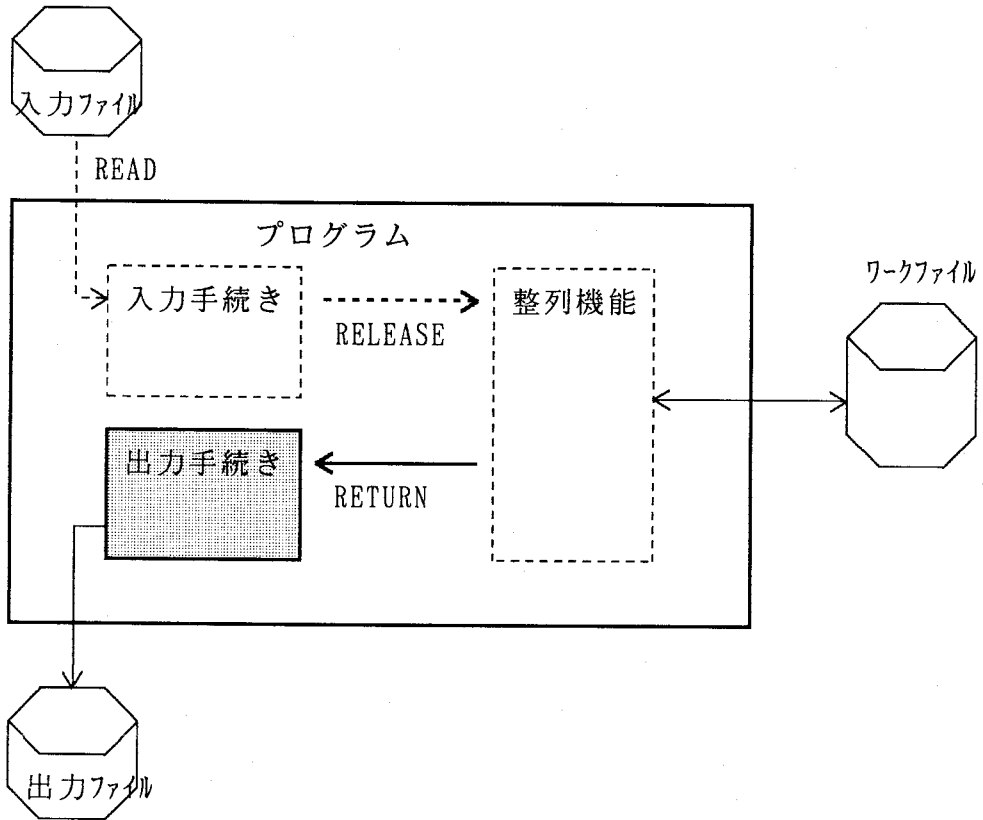 入力ファイル
READ
プログラム
入力手続き
RELEASE
整列機能
ワークファイル
出力手続き
RETURN
出力ファイル